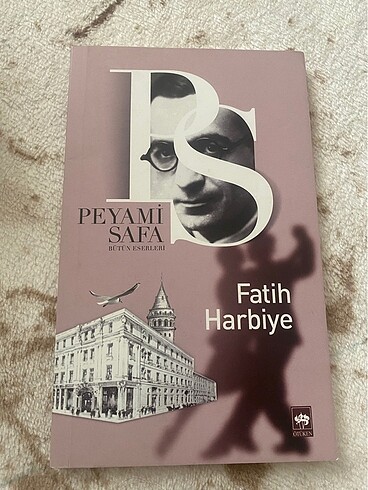 PS
PEYAMİ
SAFA
BÜTÜN ESERLERİ
Fatih
Harbiye
ÖTÜKEN